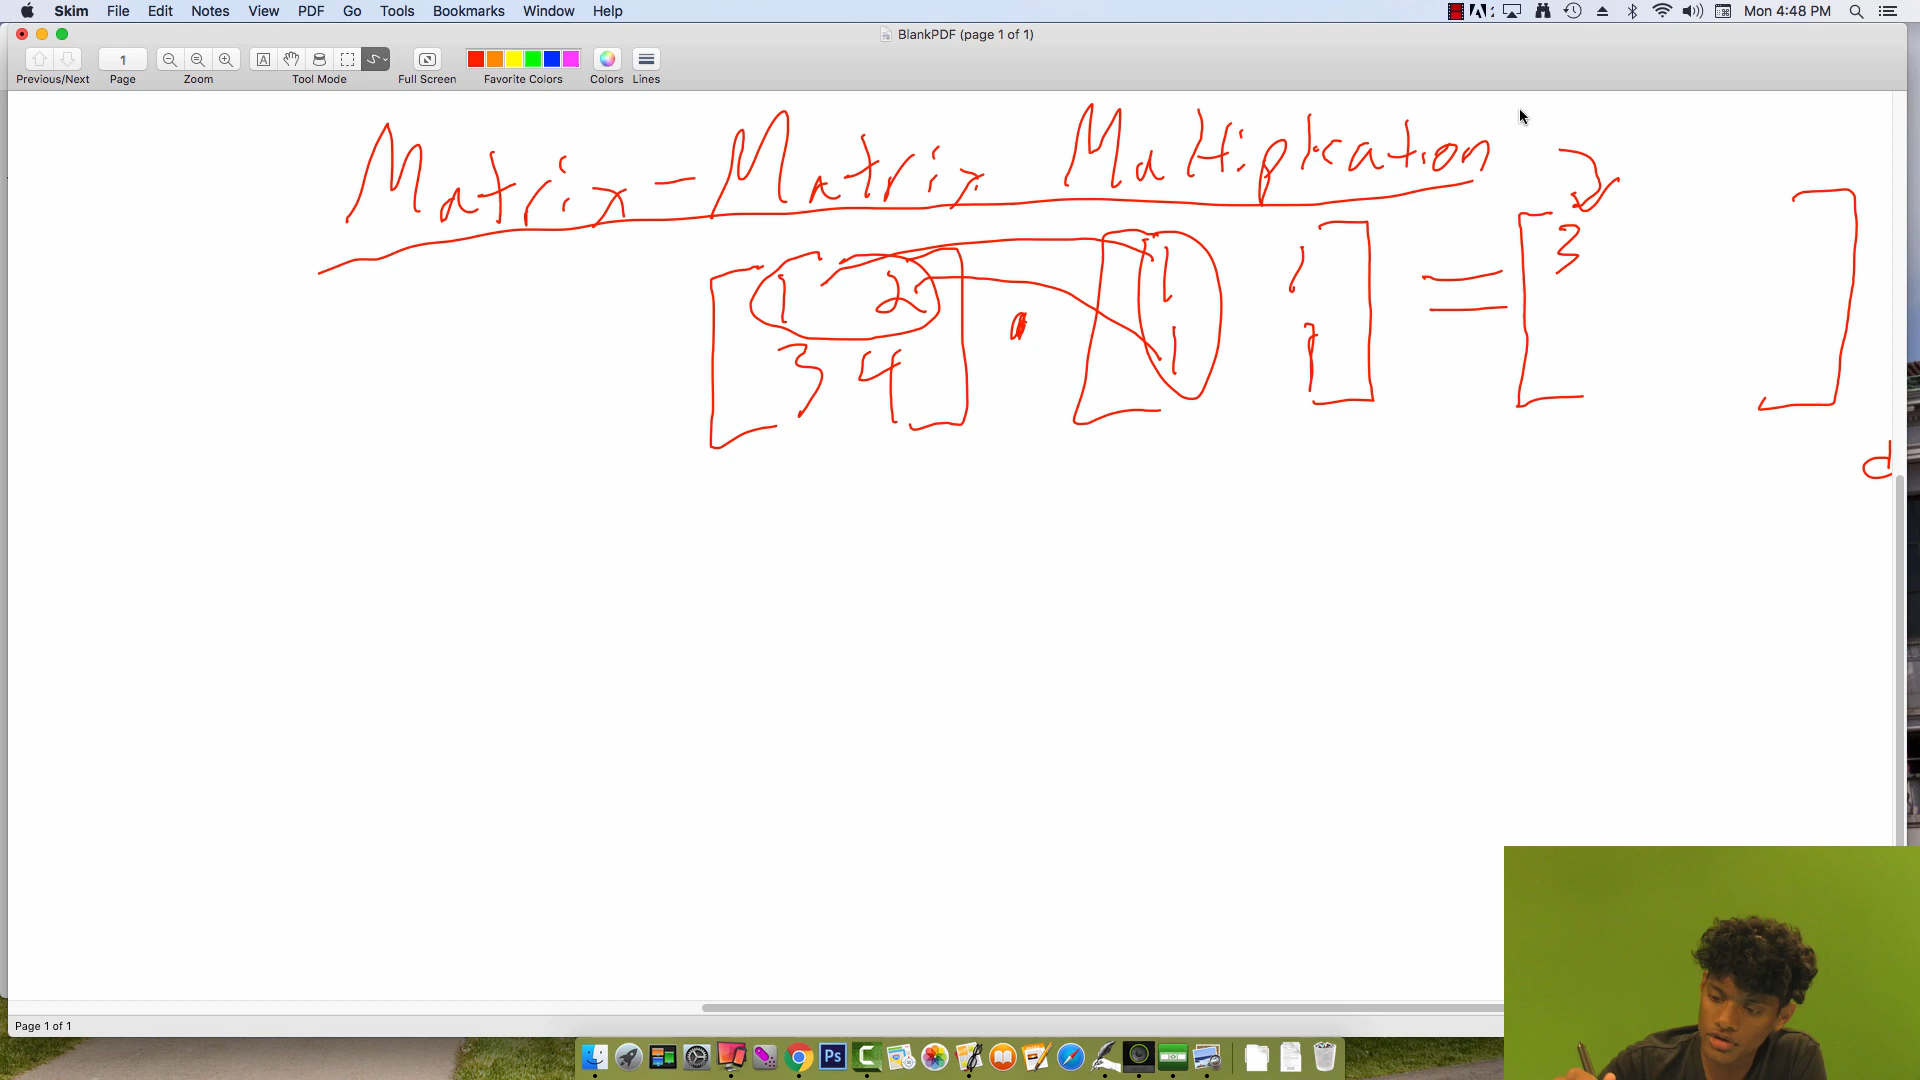 Skim File Edit Notes View PDF Go Tools Bookmarks Window Help Mon 4:48 PM
BlankPDF (page 1 of 1)
1
Previous/Next Page Zoom Tool Mode Full Screen Favorite Colors Colors Lines
Matrix - Matrix Multiplication
1 2 · 1 1 = 3
3 4 1 1
d
Page 1 of 1
Ps